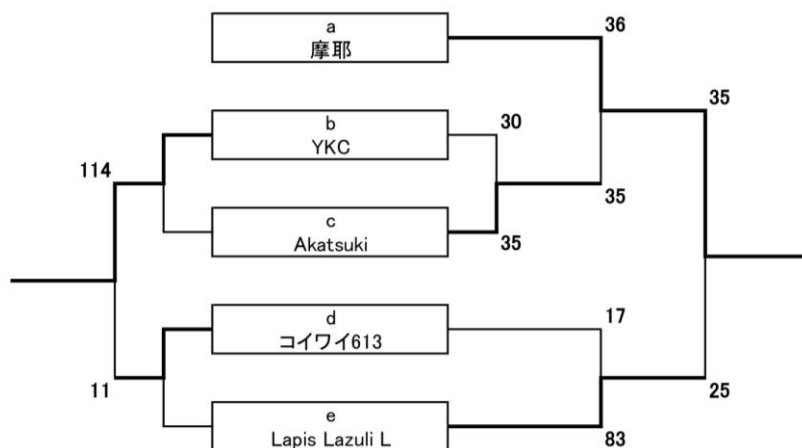 36
a
摩耶
35
b
30
YKC
114
35
c
Akatsuki
35
d
17
コイワイ613
11
25
e
Lapis Lazuli L
83